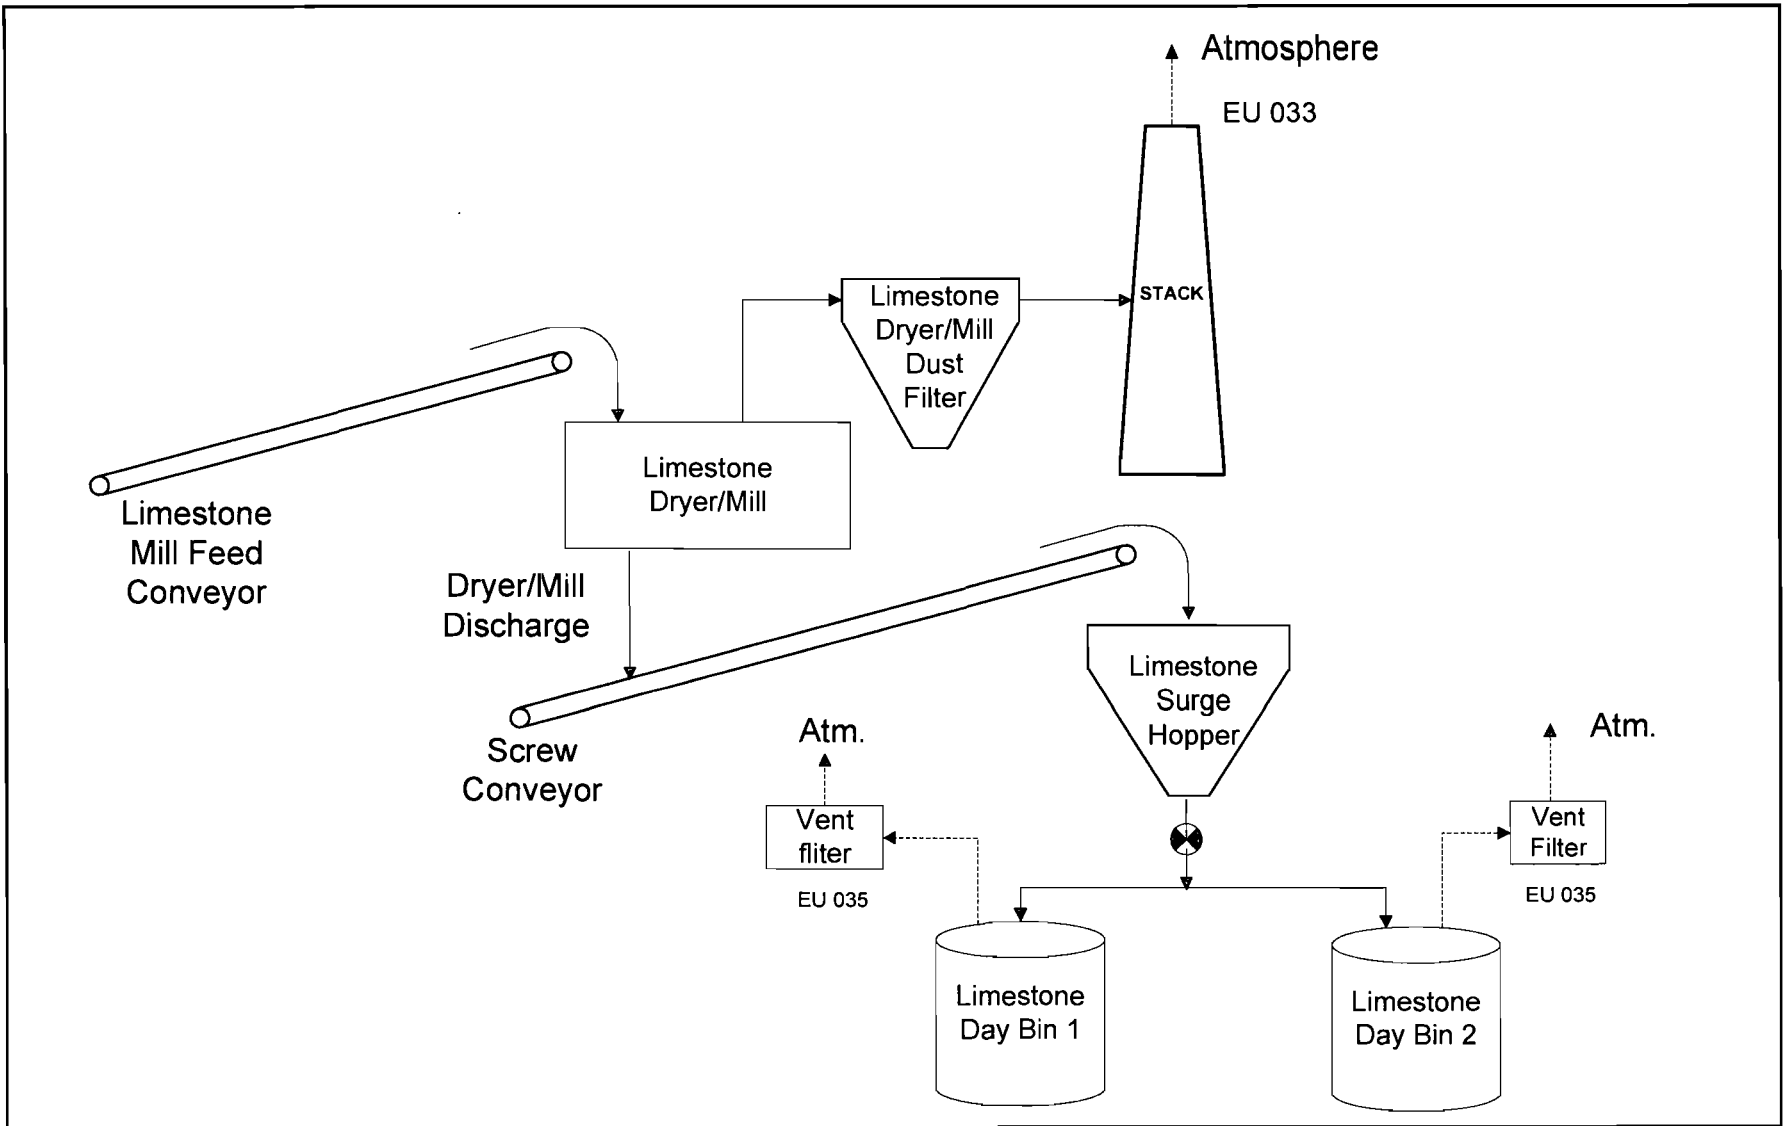 Atmosphere
EU 033
STACK
Limestone
Dryer/Mill
Dust
Filter
Limestone
Dryer/Mill
Limestone
Mill Feed
Conveyor
Dryer/Mill
Discharge
Screw
Conveyor
Limestone
Surge
Hopper
Atm.
Vent
fliter
EU 035
Atm.
Vent
Filter
EU 035
Limestone
Day Bin 1
Limestone
Day Bin 2